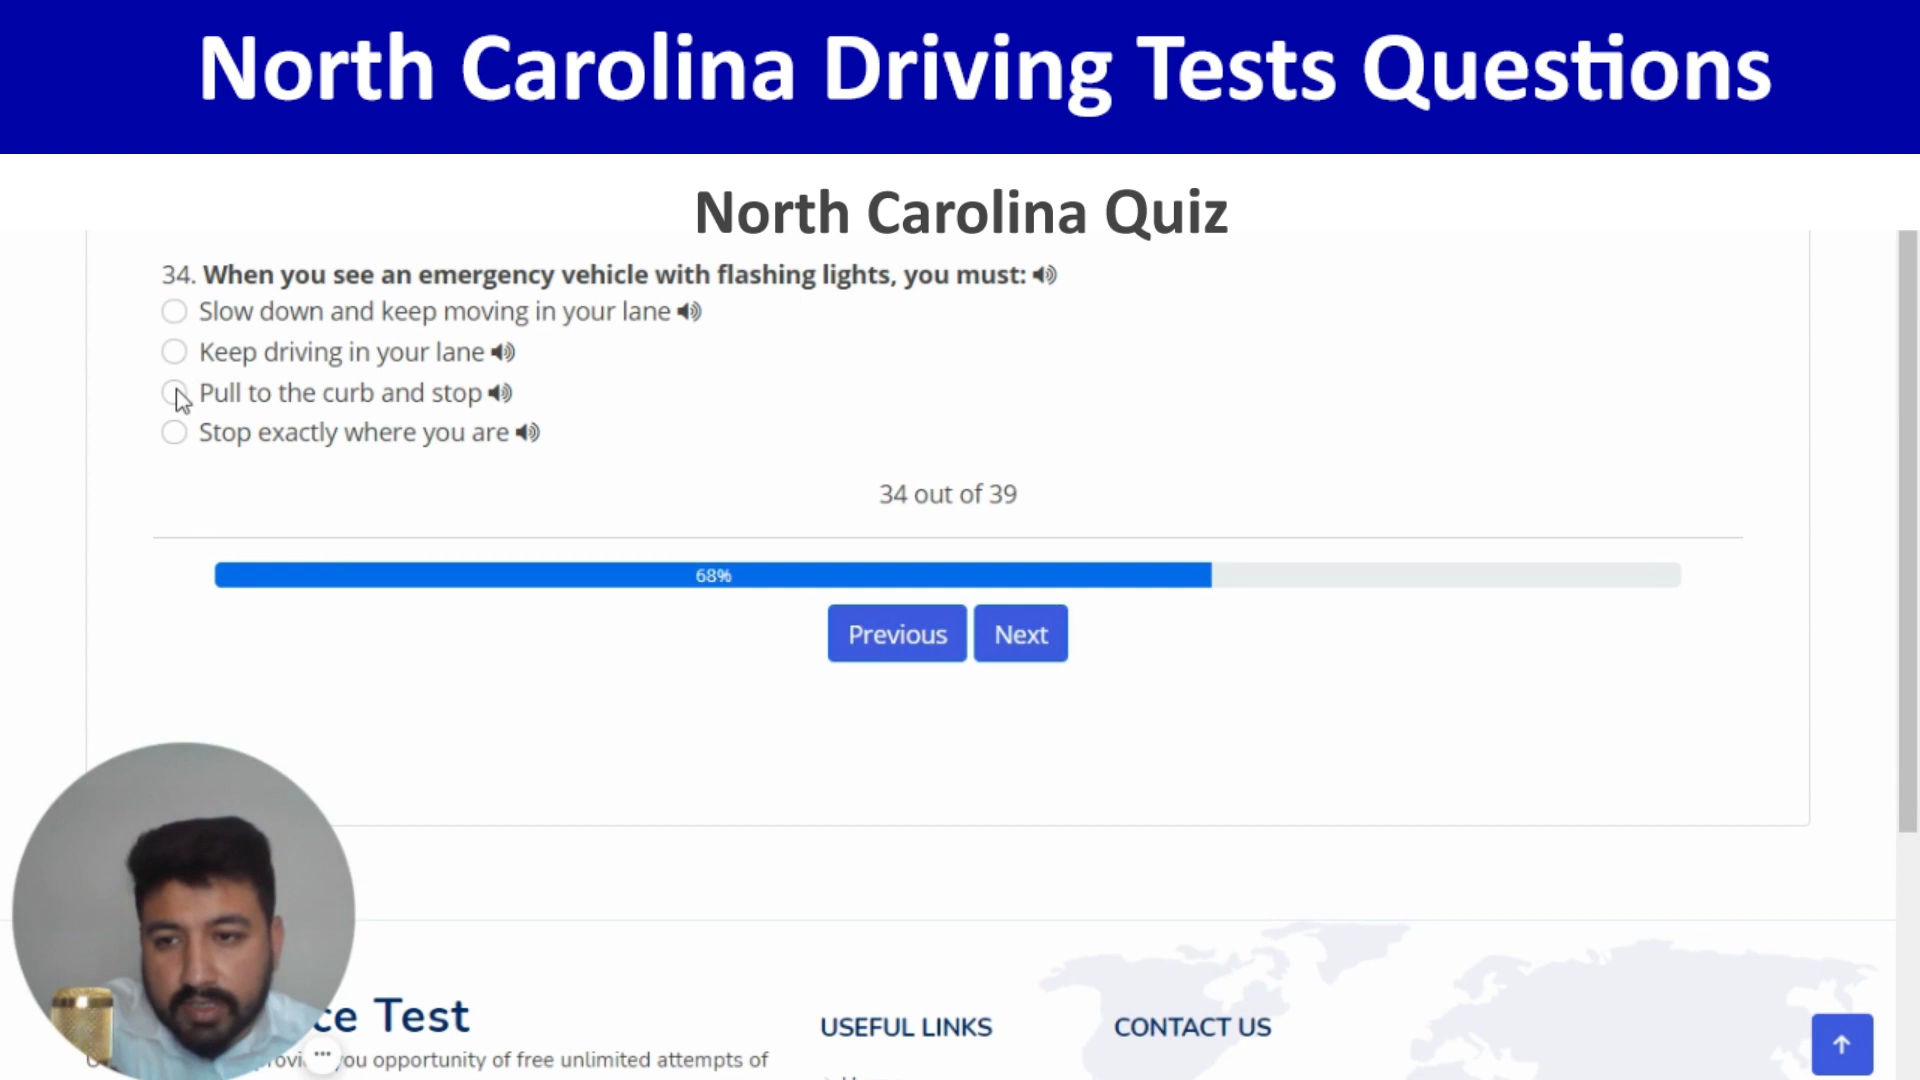 North Carolina Driving Tests Questions
North Carolina Quiz
34. When you see an emergency vehicle with flashing lights, you must:
Slow down and keep moving in your lane
Keep driving in your lane
Pull to the curb and stop
Stop exactly where you are
34 out of 39
68%
Previous Next
ce Test
you opportunity of free unlimited attempts of
USEFUL LINKS
CONTACT US